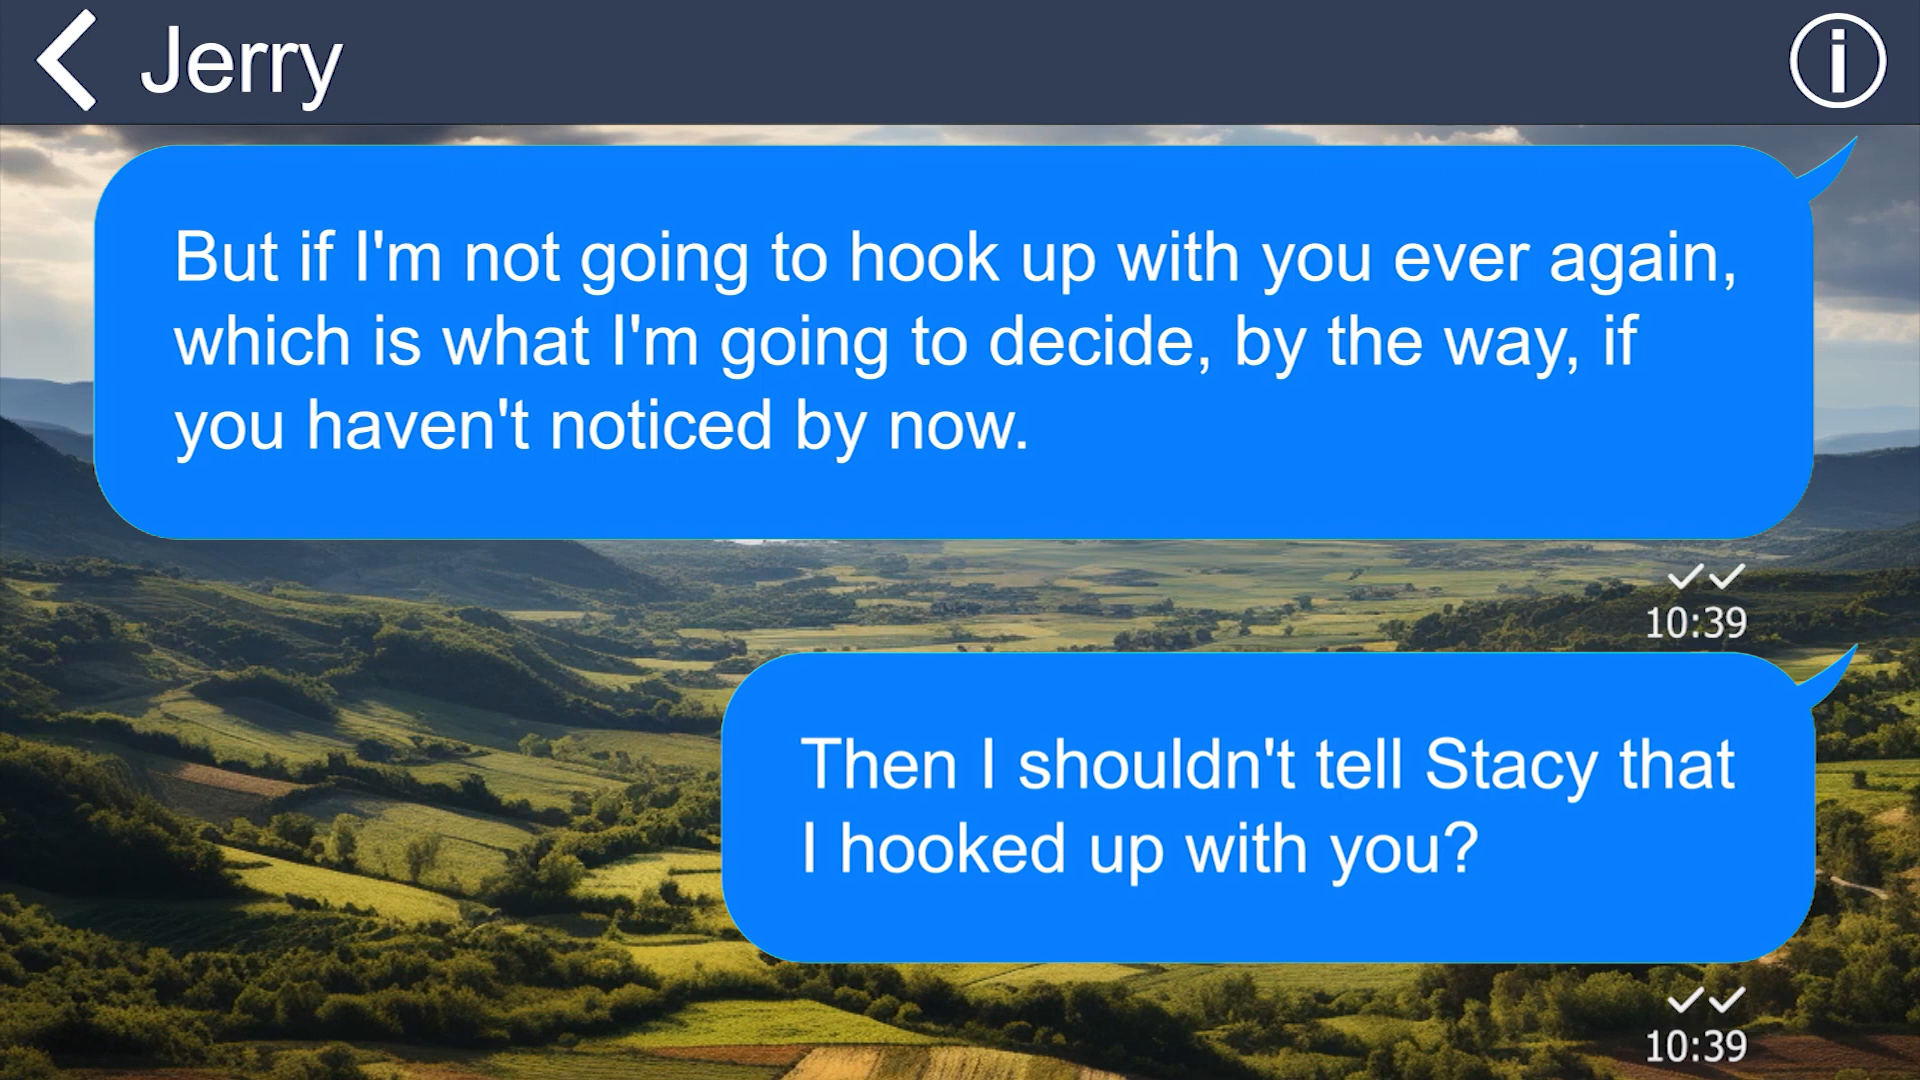 Jerry
But if I'm not going to hook up with you ever again,
which is what I'm going to decide, by the way, if
you haven't noticed by now.
10:39
Then I shouldn't tell Stacy that
I hooked up with you?
10:39